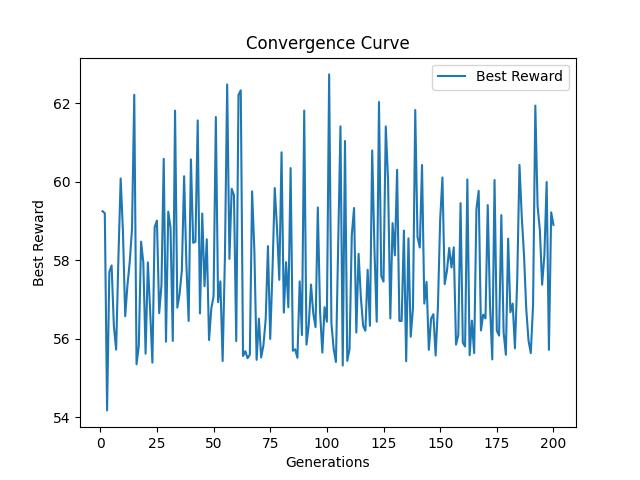 Convergence Curve
Best Reward
62
60
58
56
54
Best Reward
0 25 50 75 100 125 150 175 200
Generations